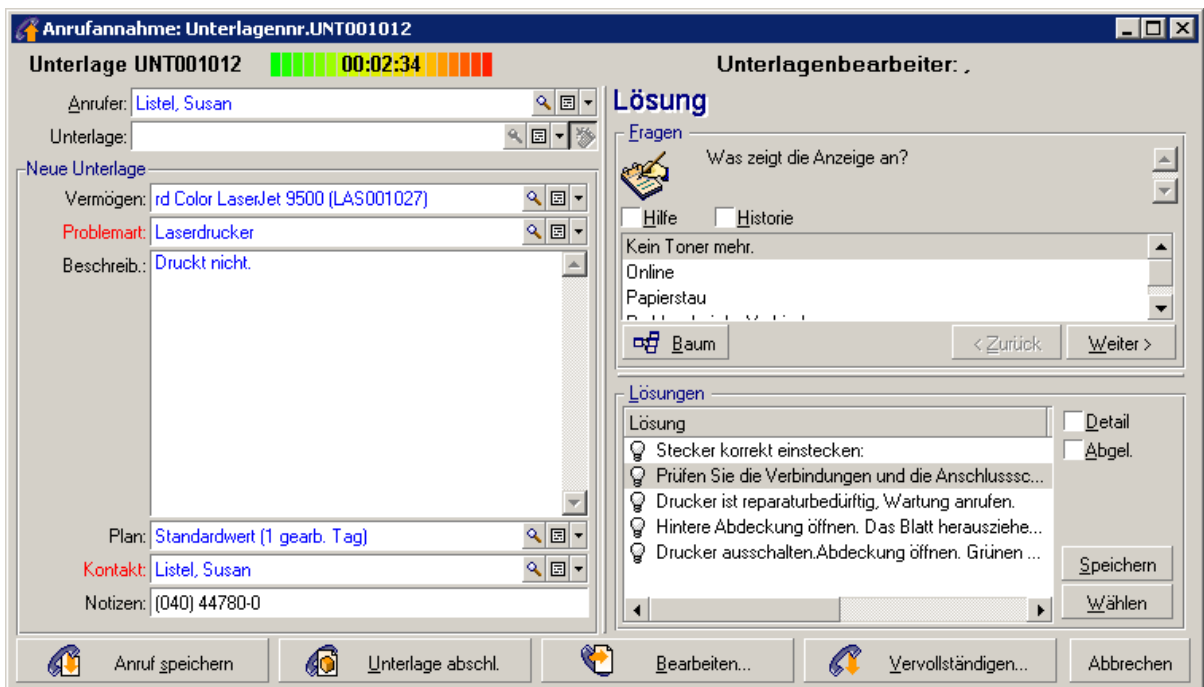 Anrufannahme: Unterlagennr.UNT001012
Unterlage UNT001012
00:02:34
Unterlagenbearbeiter: ,
Anrufer: Listel, Susan
Unterlage:
Neue Unterlage
Vermögen: rd Color LaserJet 9500 (LAS001027)
Problemart: Laserdrucker
Beschreib.: Druckt nicht.
Plan: Standardwert (1 gearb. Tag)
Kontakt: Listel, Susan
Notizen: (040) 44780-0
Lösung
Fragen
Was zeigt die Anzeige an?
Hilfe Historie
Kein Toner mehr.
Online
Papierstau
Baum < Zurück Weiter >
Lösungen
Lösung
Stecker korrekt einstecken:
Prüfen Sie die Verbindungen und die Anschlusssc...
Drucker ist reparaturbedürftig, Wartung anrufen.
Hintere Abdeckung öffnen. Das Blatt herausziehe...
Drucker ausschalten.Abdeckung öffnen. Grünen ...
Detail
Abgel.
Speichern
Wählen
Anruf speichern Unterlage abschl. Bearbeiten... Vervollständigen... Abbrechen